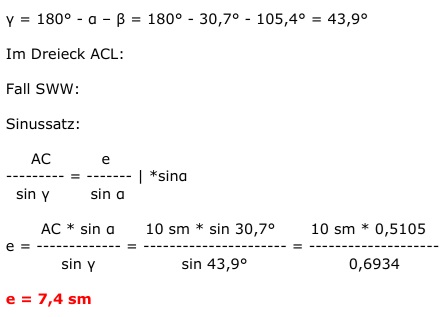 γ = 180° - α – β = 180° - 30,7° - 105,4° = 43,9°
Im Dreieck ACL:
Fall SWW:
Sinussatz:
AC e
--------- = ------- | *sinα
sin γ sin α
AC * sin α 10 sm * sin 30,7° 10 sm * 0,5105
e = ------------- = ---------------------- = --------------------
sin γ sin 43,9° 0,6934
e = 7,4 sm